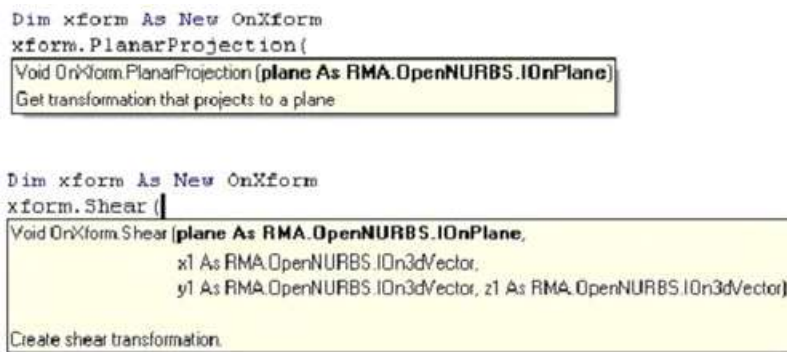 Dim xform As New OnXform
xform.PlanarProjection(
Void OnXform.PlanarProjection (plane As RMA.OpenNURBS.IOnPlane)
Get transformation that projects to a plane
Dim xform As New OnXform
xform.Shear(
Void OnXform.Shear (plane As RMA.OpenNURBS.IOnPlane,
x1 As RMA.OpenNURBS.IOn3dVector,
y1 As RMA.OpenNURBS.IOn3dVector, z1 As RMA.OpenNURBS.IOn3dVector)
Create shear transformation.